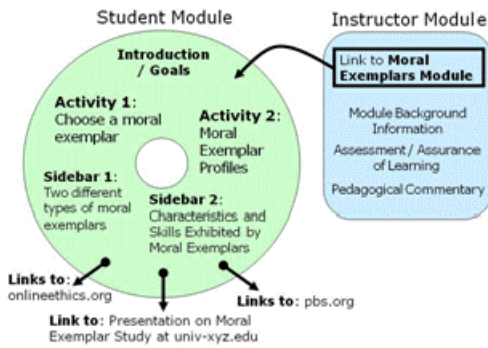 Student Module
Introduction
/ Goals
Activity 1:
Choose a moral
exemplar
Activity 2:
Moral
Exemplar
Profiles
Sidebar 1:
Two different
types of moral
exemplars
Sidebar 2:
Characteristics and
Skills Exhibited by
Moral Exemplars
Links to:
onlineethics.org
Link to: Presentation on Moral
Exemplar Study at univ-xyz.edu
Links to: pbs.org
Instructor Module
Link to Moral
Exemplars Module
Module Background
Information
Assessment / Assurance
of Learning
Pedagogical Commentary